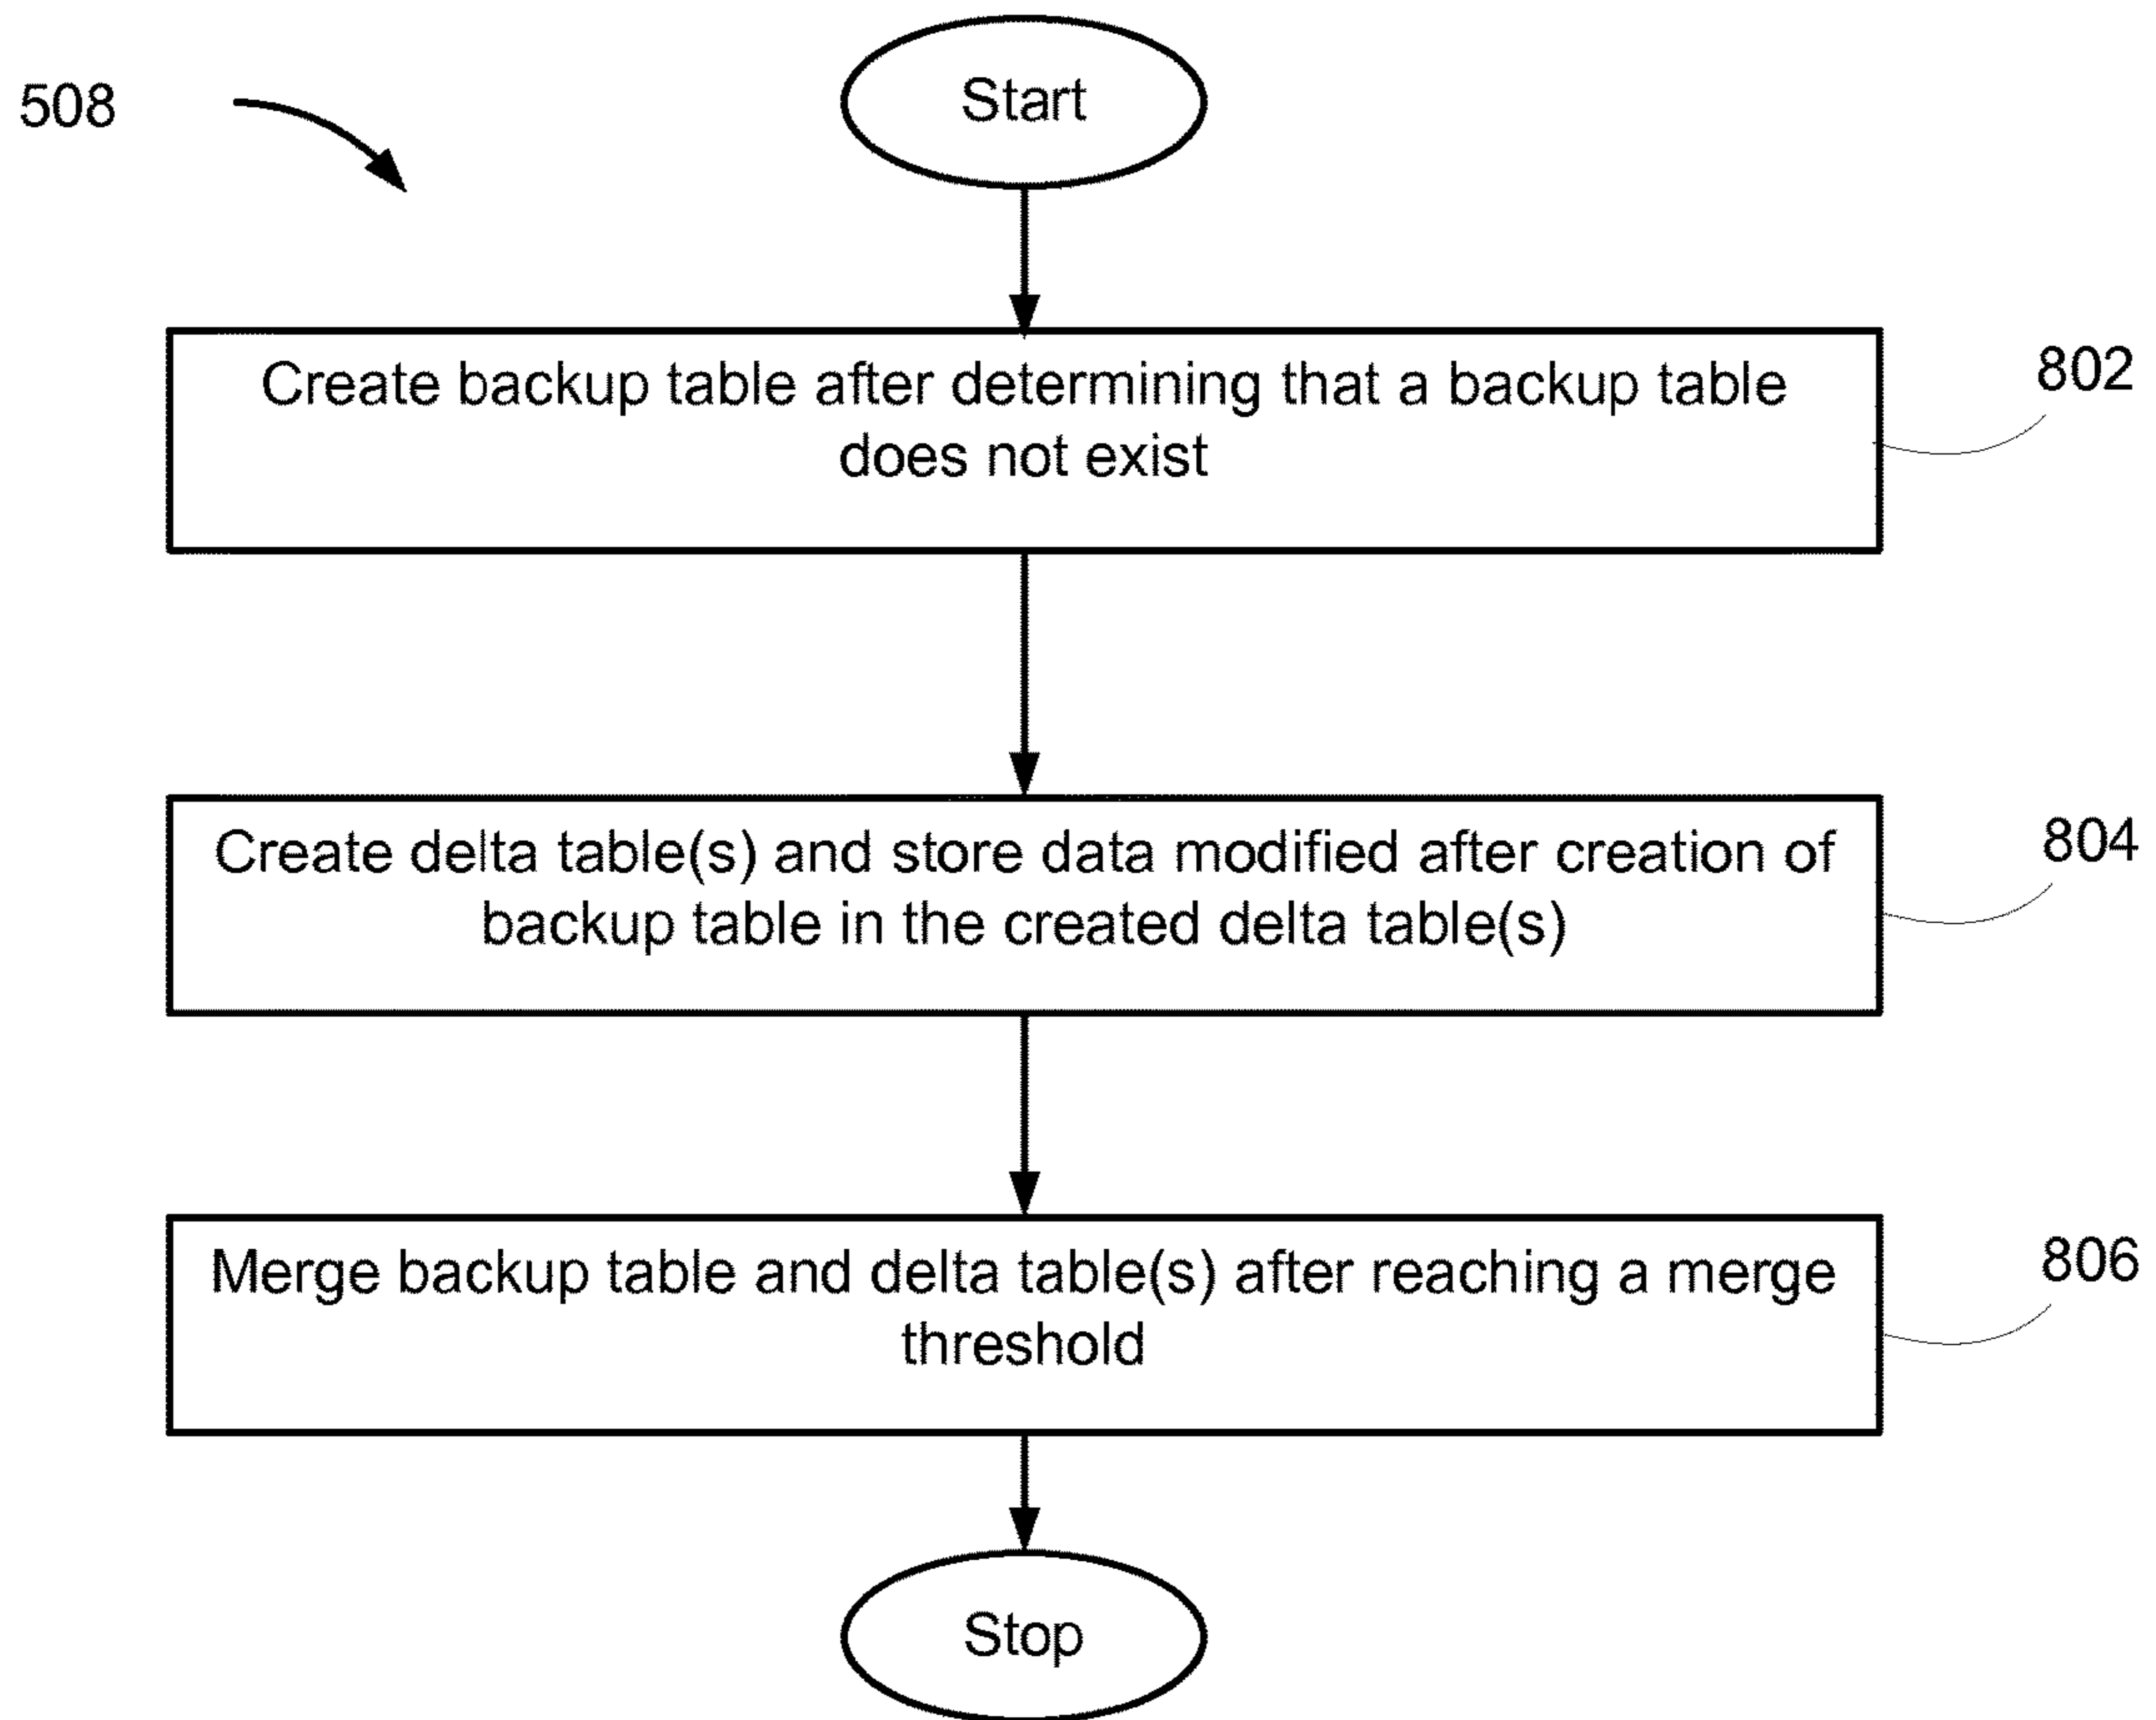 508
Start
Create backup table after determining that a backup table
does not exist
802
Create delta table(s) and store data modified after creation of
backup table in the created delta table(s)
804
Merge backup table and delta table(s) after reaching a merge
threshold
806
Stop